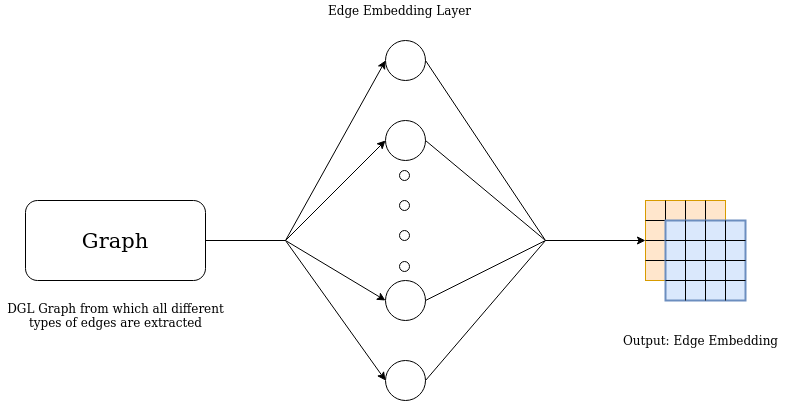 Edge Embedding Layer
Graph
DGL Graph from which all different
types of edges are extracted
Output: Edge Embedding